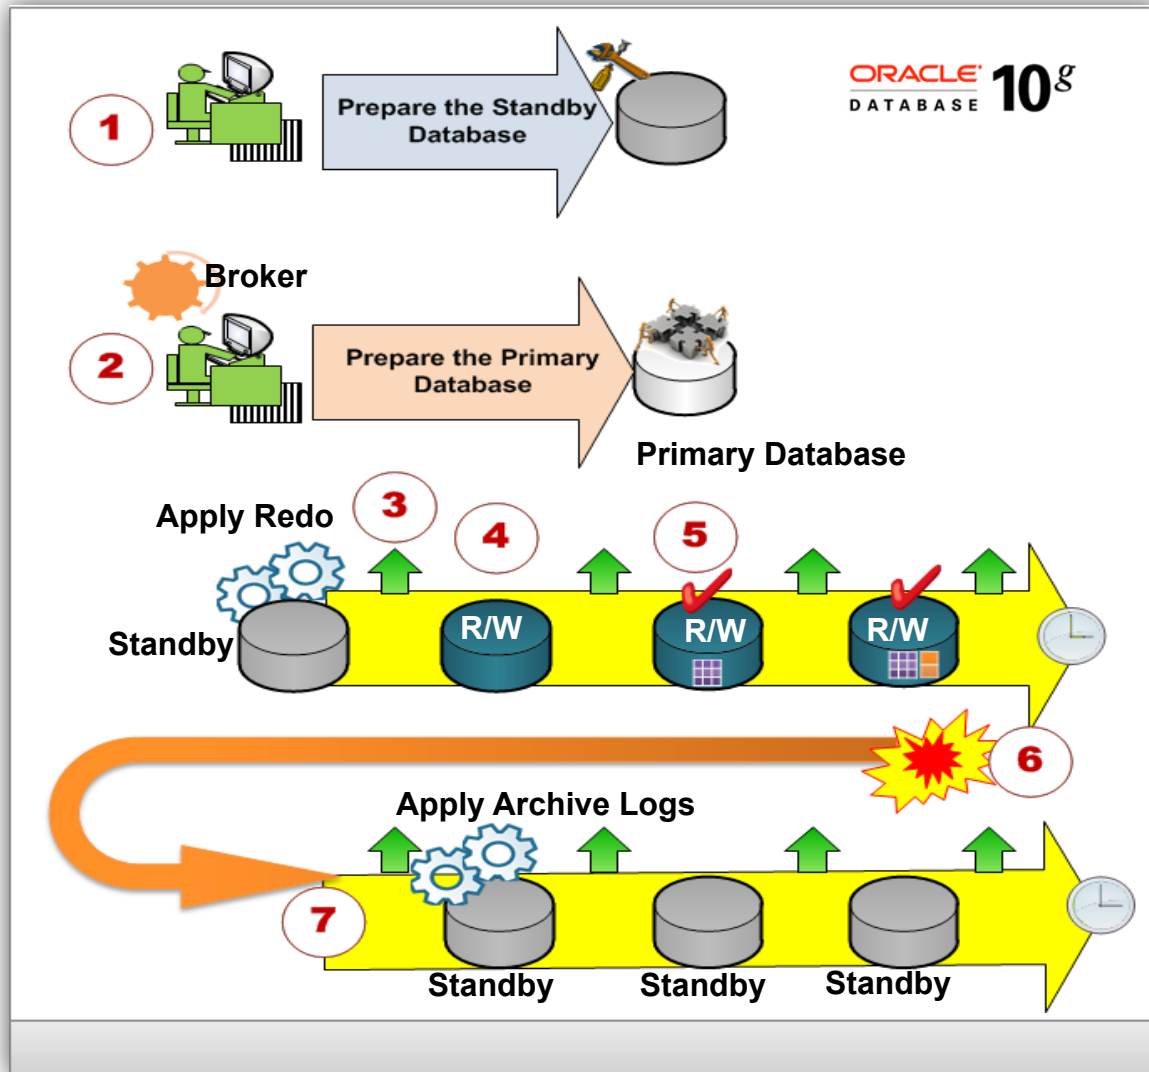 ORACLE
DATABASE 10g
1
Prepare the Standby
Database
Broker
2
Prepare the Primary
Database
Primary Database
Apply Redo
3
4
5
Standby
R/W
R/W
R/W
6
Apply Archive Logs
7
Standby
Standby
Standby